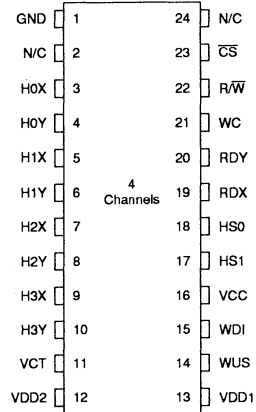 GND 1 24 N/C
N/C 2 23 C̅S̅
H0X 3 22 R/W̅
H0Y 4 21 WC
H1X 5 20 RDY
H1Y 6 19 RDX
4
Channels
H2X 7 18 HS0
H2Y 8 17 HS1
H3X 9 16 VCC
H3Y 10 15 WDI
VCT 11 14 WUS
VDD2 12 13 VDD1